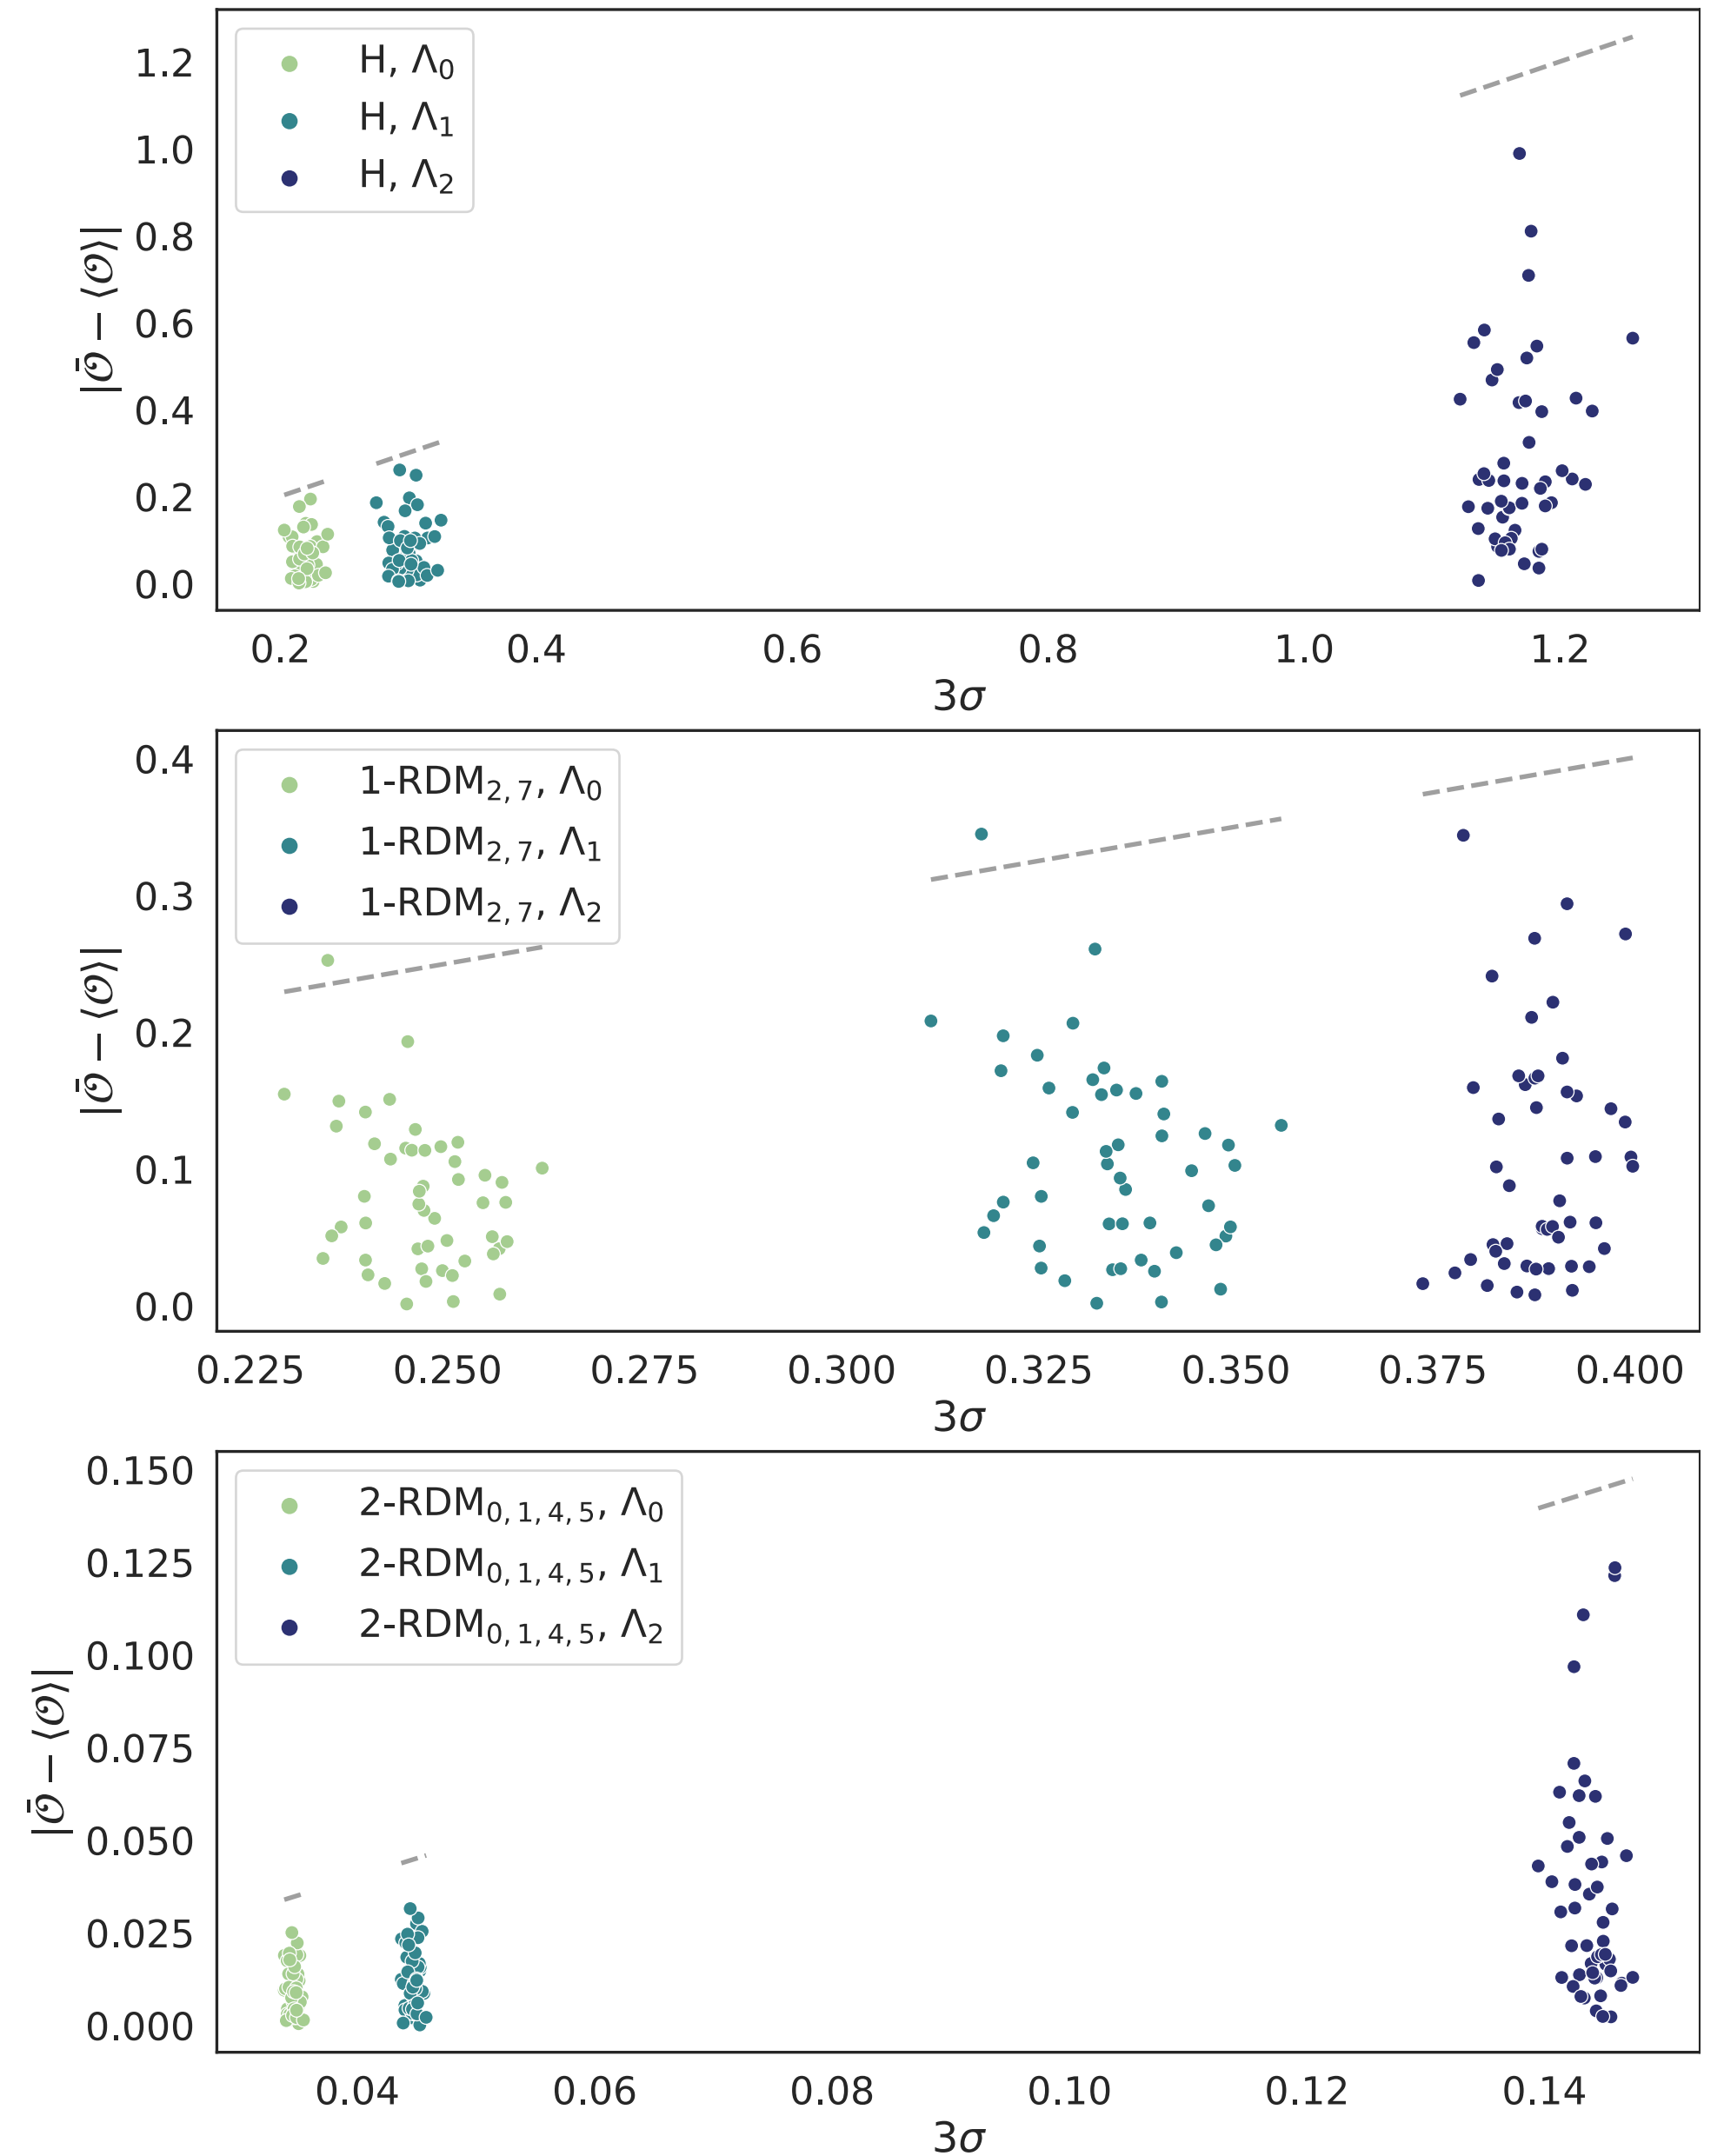 H, Λ₀
H, Λ₁
H, Λ₂
1.2
1.0
0.8
0.6
0.4
0.2
0.0
|𝒪̄ − ⟨𝒪⟩|
0.2 0.4 0.6 0.8 1.0 1.2
3σ
1-RDM₂,₇, Λ₀
1-RDM₂,₇, Λ₁
1-RDM₂,₇, Λ₂
0.4
0.3
0.2
0.1
0.0
|𝒪̄ − ⟨𝒪⟩|
0.225 0.250 0.275 0.300 0.325 0.350 0.375 0.400
3σ
2-RDM₀,₁,₄,₅, Λ₀
2-RDM₀,₁,₄,₅, Λ₁
2-RDM₀,₁,₄,₅, Λ₂
0.150
0.125
0.100
0.075
0.050
0.025
0.000
|𝒪̄ − ⟨𝒪⟩|
0.04 0.06 0.08 0.10 0.12 0.14
3σ